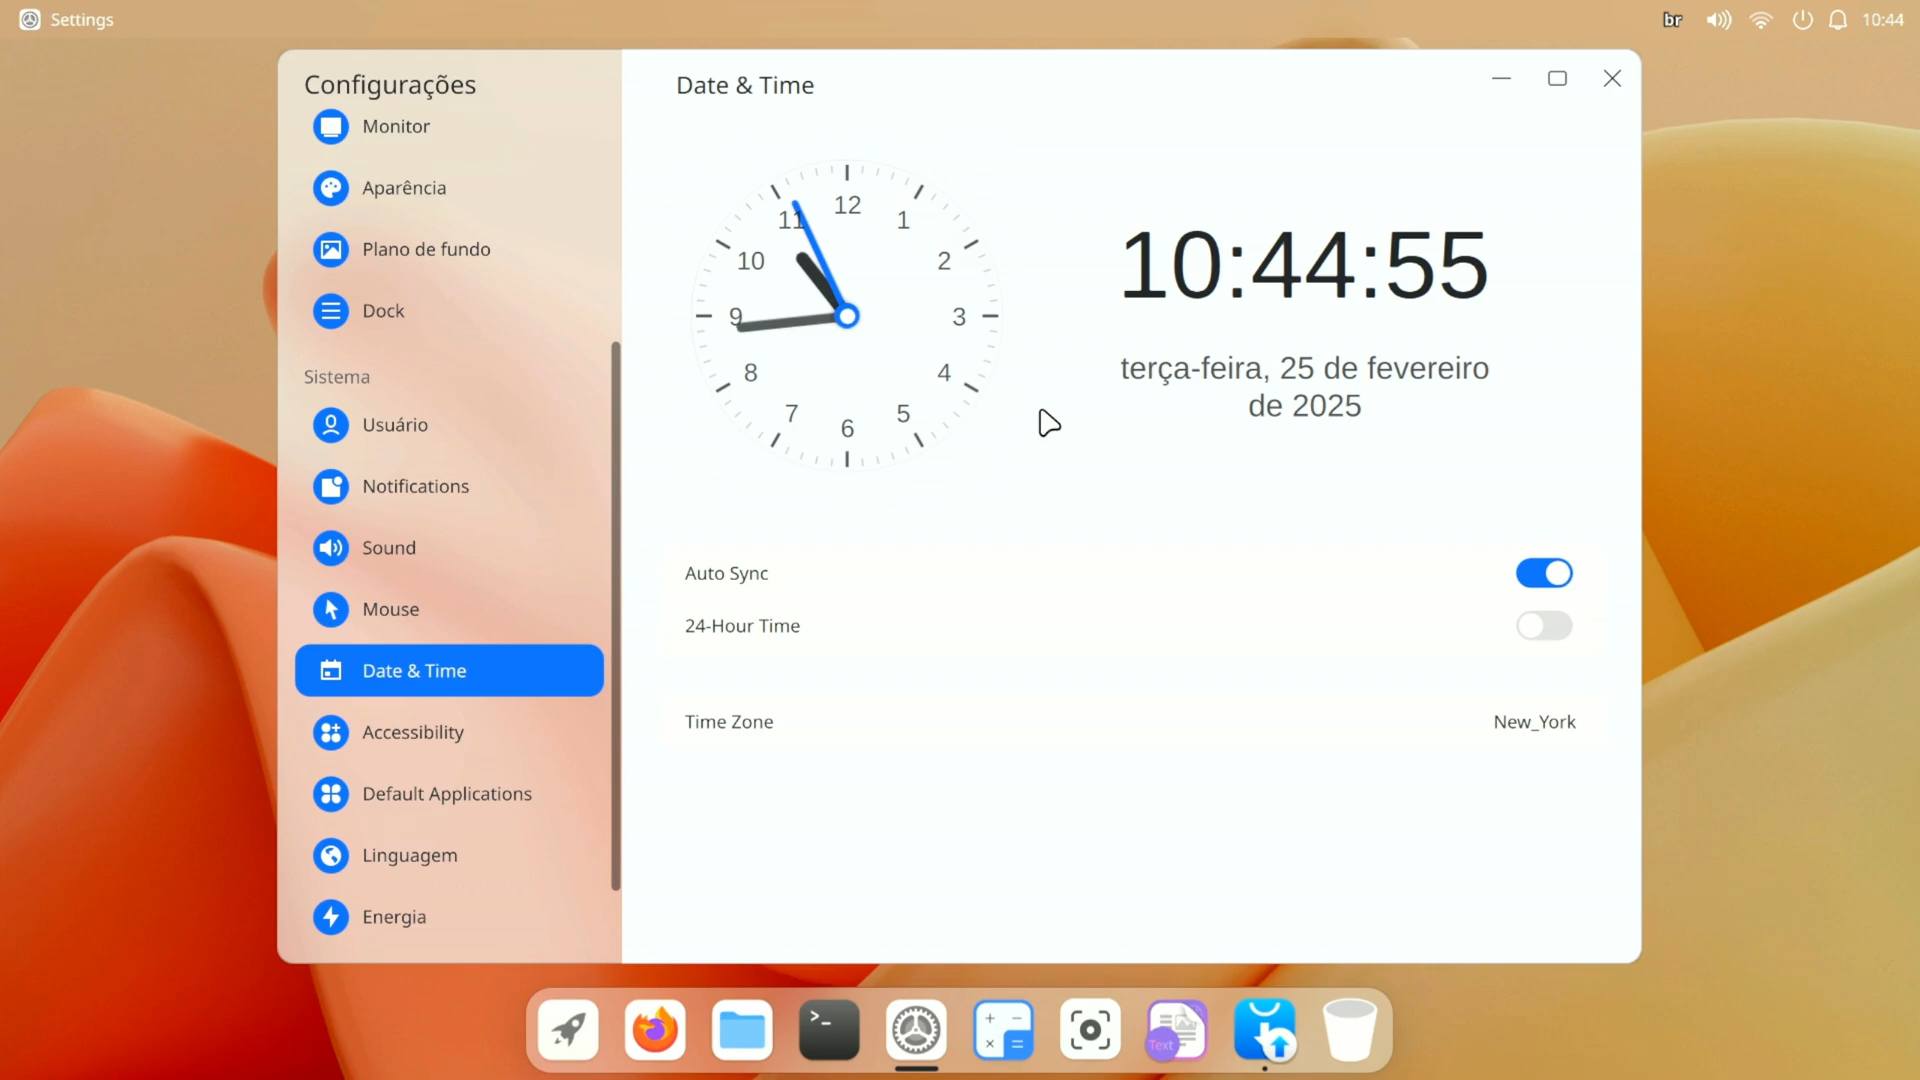 Settings
br
10:44
Configurações
Monitor
Aparência
Plano de fundo
Dock
Sistema
Usuário
Notifications
Sound
Mouse
Date & Time
Accessibility
Default Applications
Linguagem
Energia
Date & Time
12
1
2
3
4
5
6
7
8
9
10
11
10:44:55
terça-feira, 25 de fevereiro
de 2025
Auto Sync
24-Hour Time
Time Zone
New_York
>_
Text